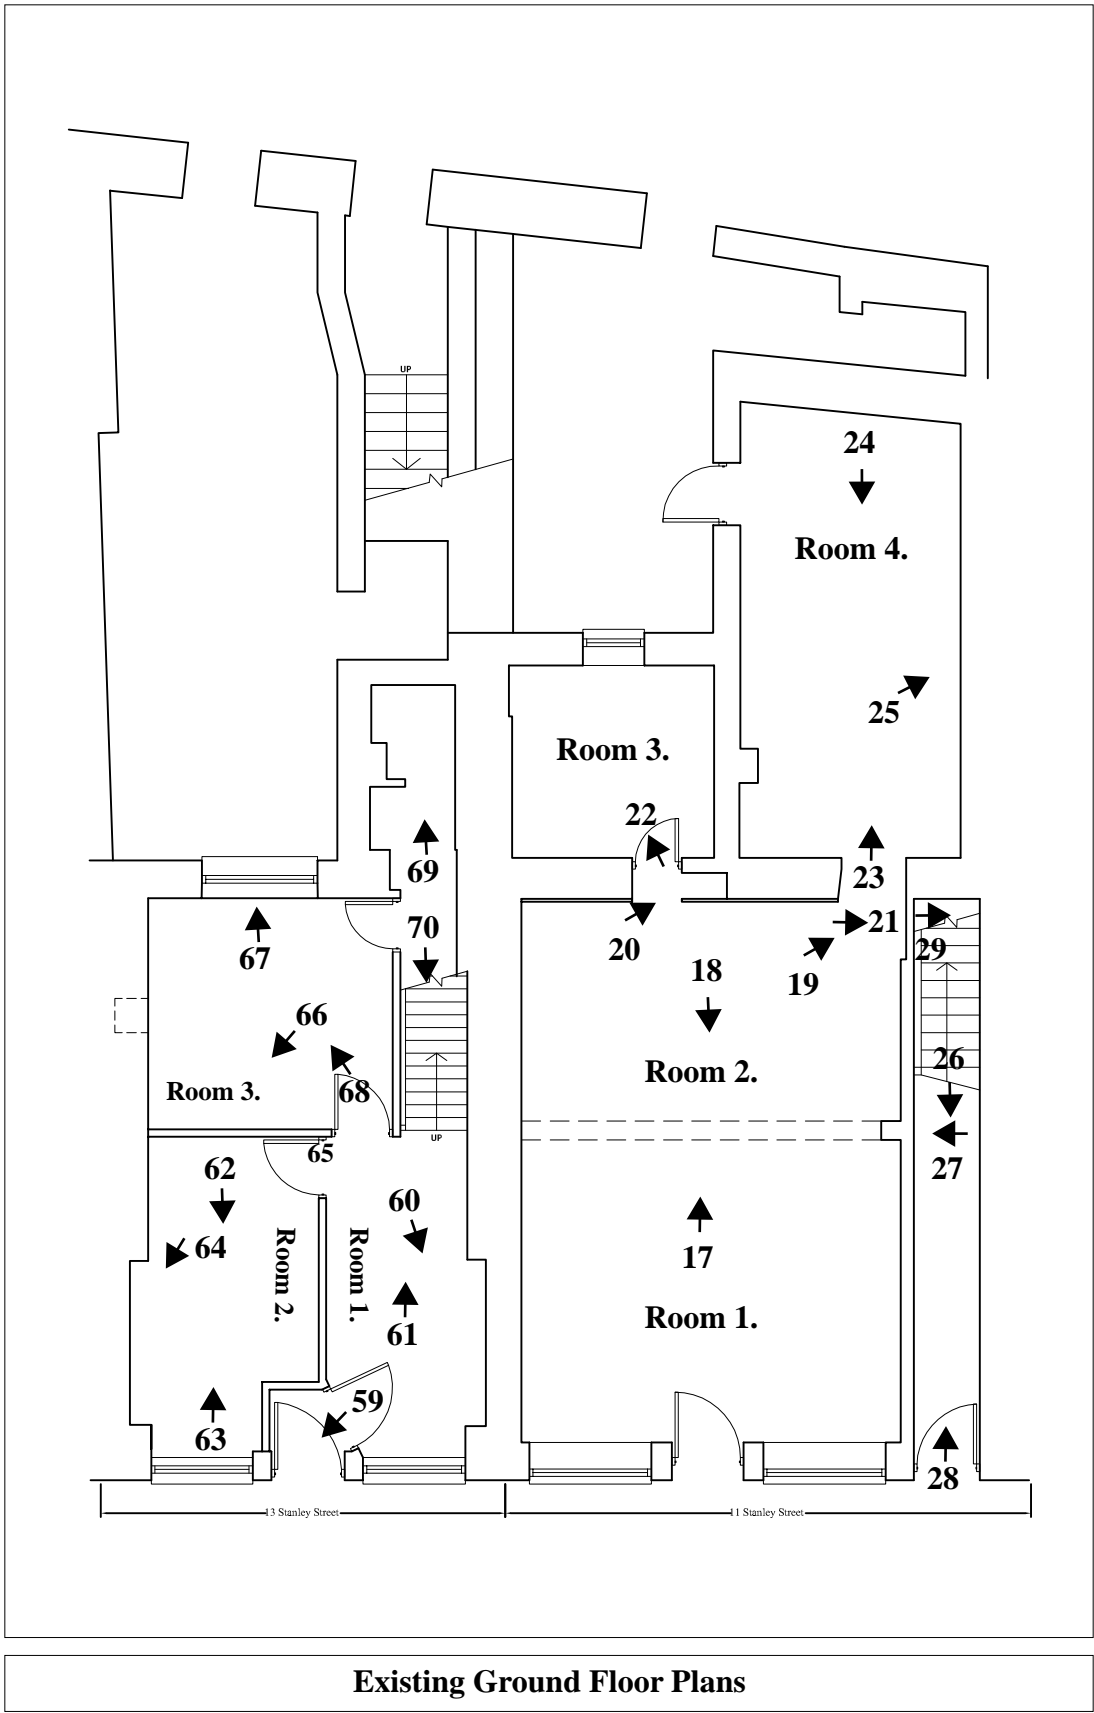 UP
24
Room 4.
25
Room 3.
22
69
23
70
21
20
29
67
18
19
66
26
Room 2.
Room 3.
68
UP
65
62
27
60
64
Room 2.
Room 1.
17
Room 1.
61
59
63
28
13 Stanley Street
11 Stanley Street
Existing Ground Floor Plans